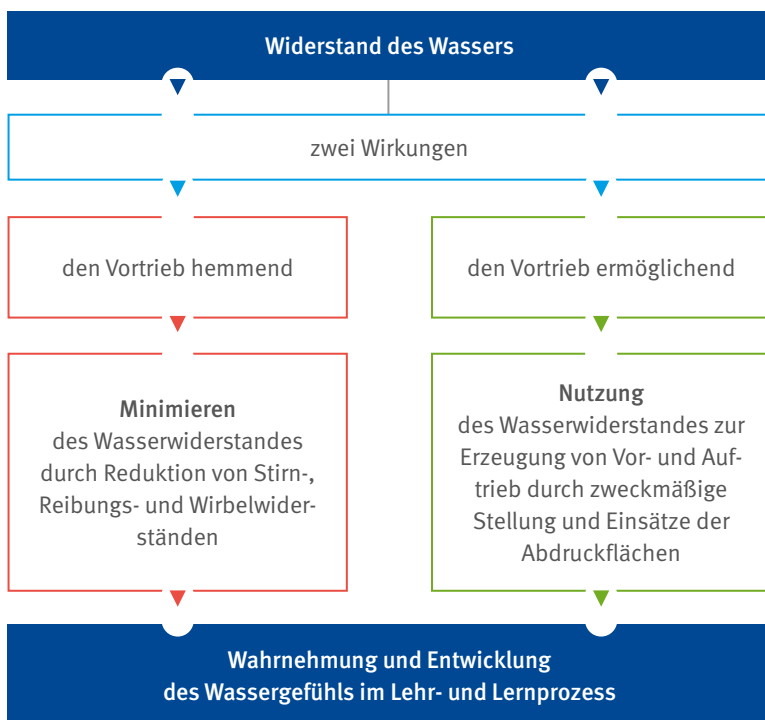 Widerstand des Wassers
zwei Wirkungen
den Vortrieb hemmend
den Vortrieb ermöglichend
Minimieren
des Wasserwiderstandes
durch Reduktion von Stirn-,
Reibungs- und Wirbelwider-
ständen
Nutzung
des Wasserwiderstandes zur
Erzeugung von Vor- und Auf-
trieb durch zweckmäßige
Stellung und Einsätze der
Abdruckflächen
Wahrnehmung und Entwicklung
des Wassergefühls im Lehr- und Lernprozess